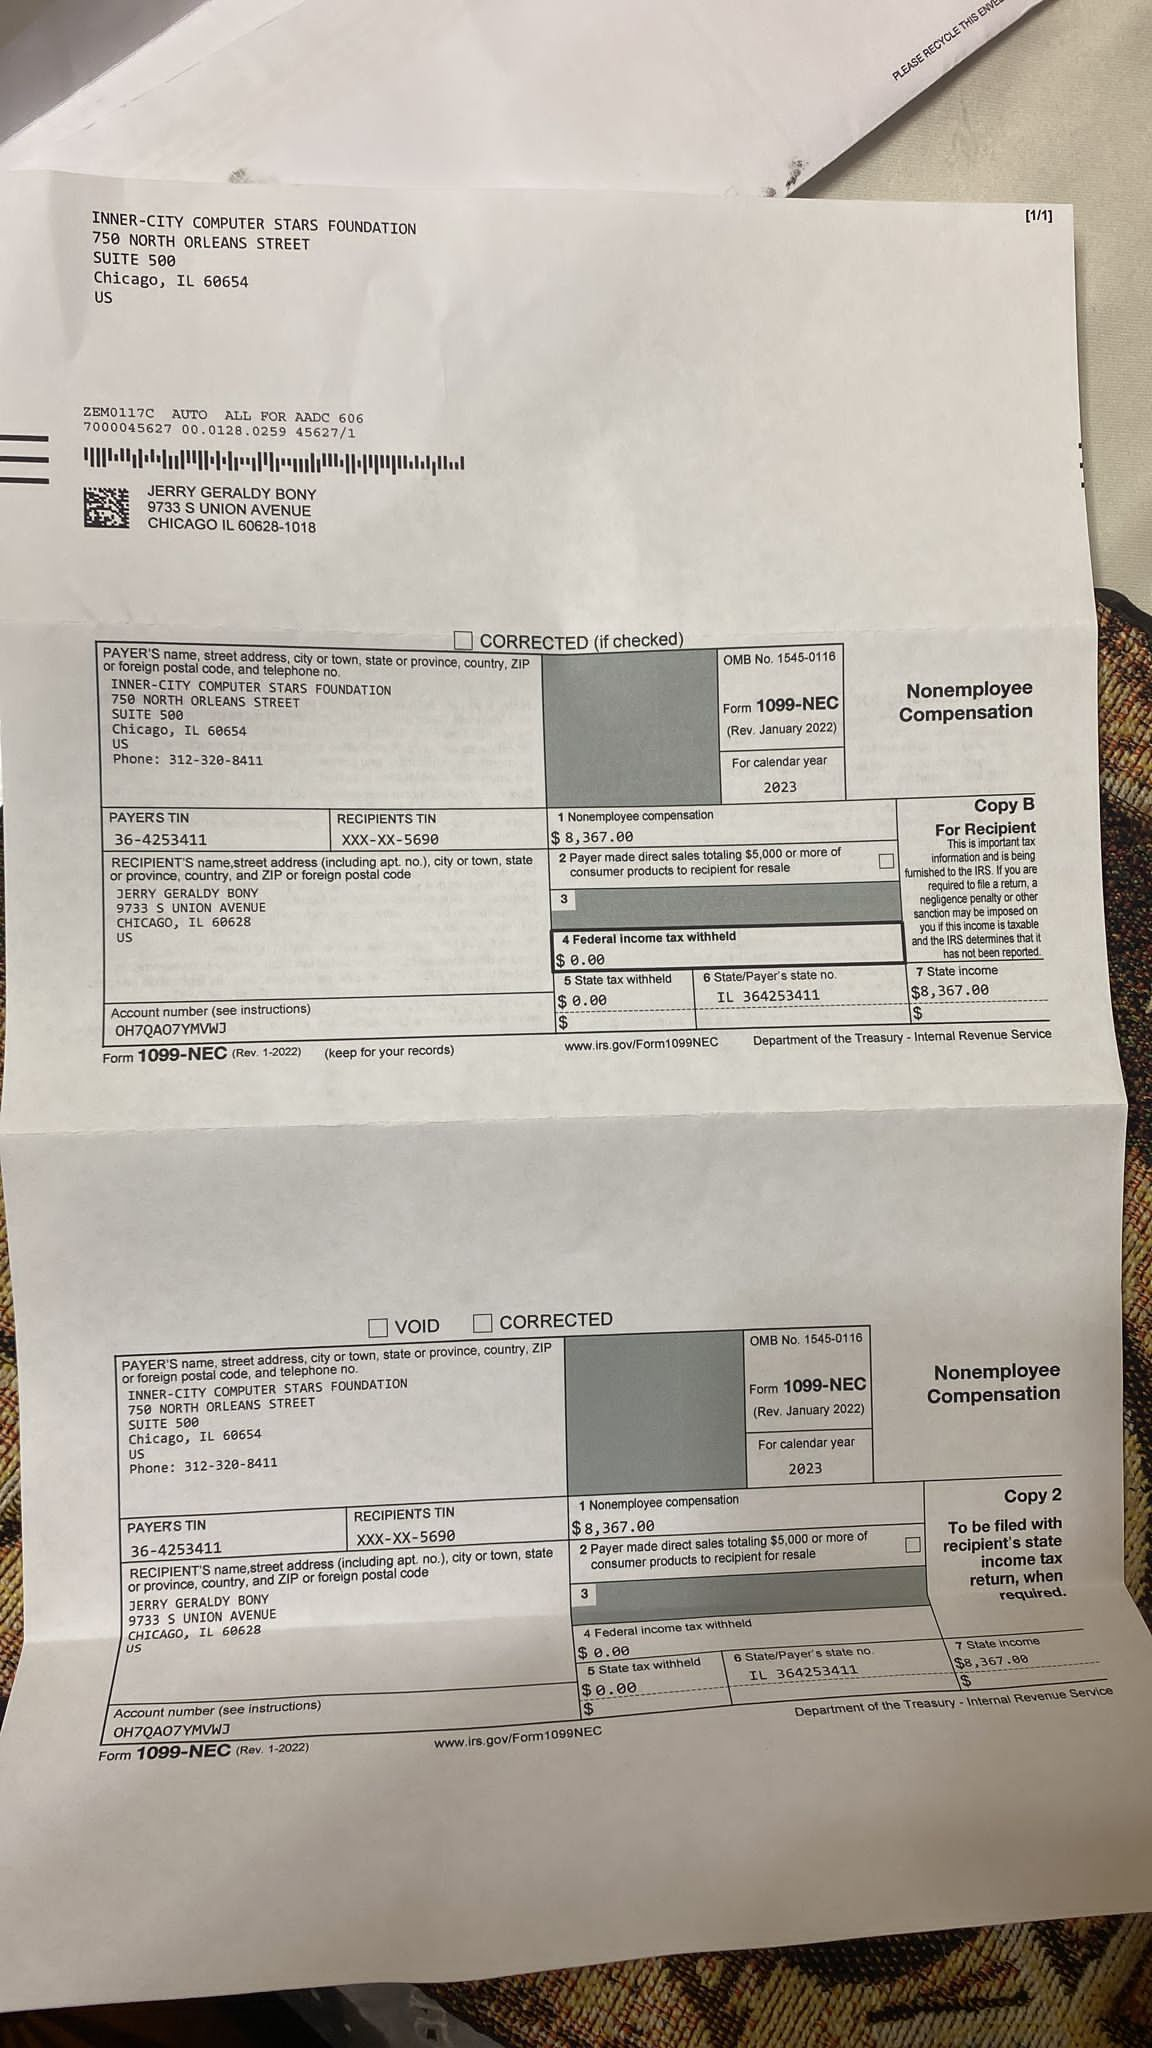 PLEASE RECYCLE THIS
INNER-CITY COMPUTER STARS FOUNDATION
750 NORTH ORLEANS STREET
SUITE 500
Chicago, IL 60654
US
[1/1]
ZEM0117C AUTO ALL FOR AADC 606
7000045627 00.0128.0259 45627/1
JERRY GERALDY BONY
9733 S UNION AVENUE
CHICAGO IL 60628-1018
CORRECTED (if checked)
PAYER'S name, street address, city or town, state or province, country, ZIP
or foreign postal code, and telephone no.
INNER-CITY COMPUTER STARS FOUNDATION
750 NORTH ORLEANS STREET
SUITE 500
Chicago, IL 60654
US
Phone: 312-320-8411
OMB No. 1545-0116
Form 1099-NEC
(Rev. January 2022)
For calendar year
2023
Nonemployee
Compensation
PAYER'S TIN
36-4253411
RECIPIENTS TIN
XXX-XX-5690
1 Nonemployee compensation
$ 8,367.00
Copy B
For Recipient
This is important tax
information and is being
furnished to the IRS. If you are
required to file a return, a
negligence penalty or other
sanction may be imposed on
you if this income is taxable
and the IRS determines that it
has not been reported.
RECIPIENT'S name,street address (including apt. no.), city or town, state
or province, country, and ZIP or foreign postal code
JERRY GERALDY BONY
9733 S UNION AVENUE
CHICAGO, IL 60628
US
2 Payer made direct sales totaling $5,000 or more of
consumer products to recipient for resale
3
4 Federal income tax withheld
$ 0.00
5 State tax withheld
$ 0.00
$
6 State/Payer's state no.
IL 364253411
7 State income
$8,367.00
$
Account number (see instructions)
OH7QAO7YMVWJ
Form 1099-NEC (Rev. 1-2022) (keep for your records) www.irs.gov/Form1099NEC Department of the Treasury - Internal Revenue Service
VOID CORRECTED
PAYER'S name, street address, city or town, state or province, country, ZIP
or foreign postal code, and telephone no.
INNER-CITY COMPUTER STARS FOUNDATION
750 NORTH ORLEANS STREET
SUITE 500
Chicago, IL 60654
US
Phone: 312-320-8411
OMB No. 1545-0116
Form 1099-NEC
(Rev. January 2022)
For calendar year
2023
Nonemployee
Compensation
PAYER'S TIN
36-4253411
RECIPIENTS TIN
XXX-XX-5690
1 Nonemployee compensation
$8,367.00
Copy 2
To be filed with
recipient's state
income tax
return, when
required.
RECIPIENT'S name,street address (including apt. no.), city or town, state
or province, country, and ZIP or foreign postal code
JERRY GERALDY BONY
9733 S UNION AVENUE
CHICAGO, IL 60628
US
2 Payer made direct sales totaling $5,000 or more of
consumer products to recipient for resale
3
4 Federal income tax withheld
$ 0.00
5 State tax withheld
$ 0.00
$
6 State/Payer's state no.
IL 364253411
7 State income
$8,367.00
$
Account number (see instructions)
OH7QAO7YMVWJ
Form 1099-NEC (Rev. 1-2022) www.irs.gov/Form1099NEC Department of the Treasury - Internal Revenue Service